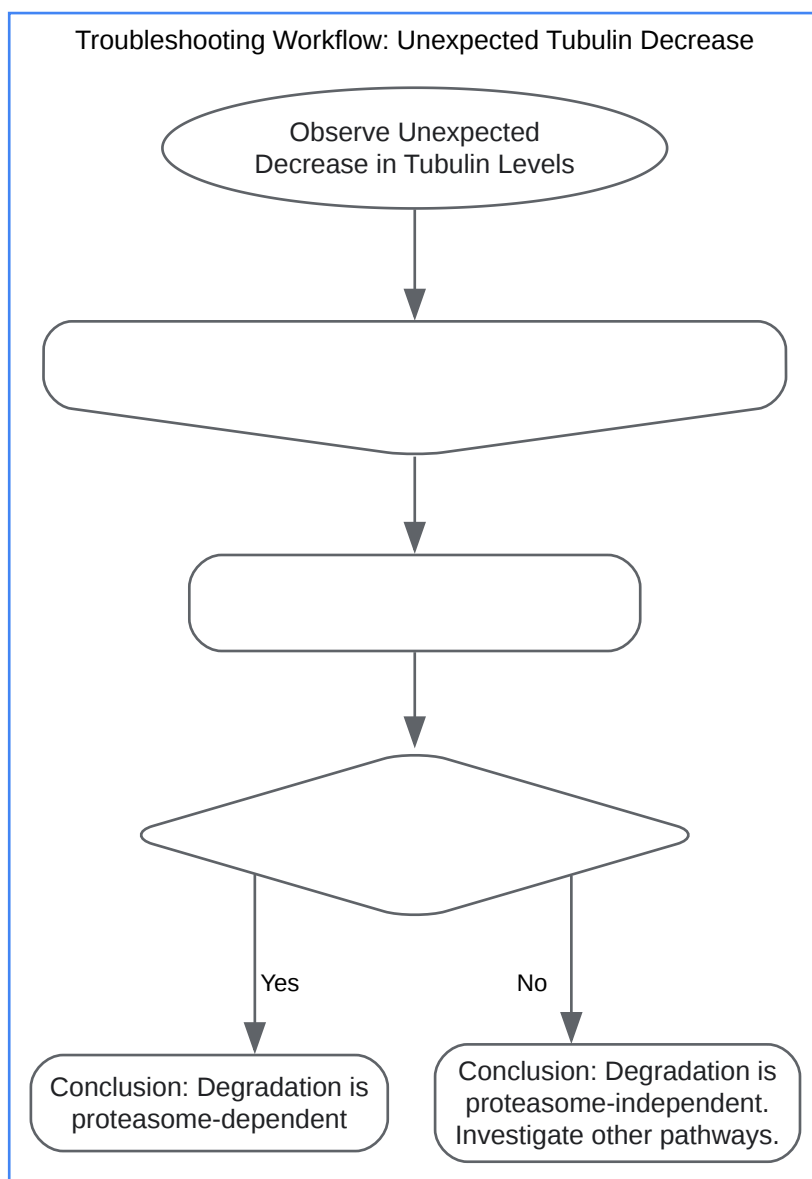 Troubleshooting Workflow: Unexpected Tubulin Decrease
Observe Unexpected
Decrease in Tubulin Levels
Yes
No
Conclusion: Degradation is
proteasome-dependent
Conclusion: Degradation is
proteasome-independent.
Investigate other pathways.